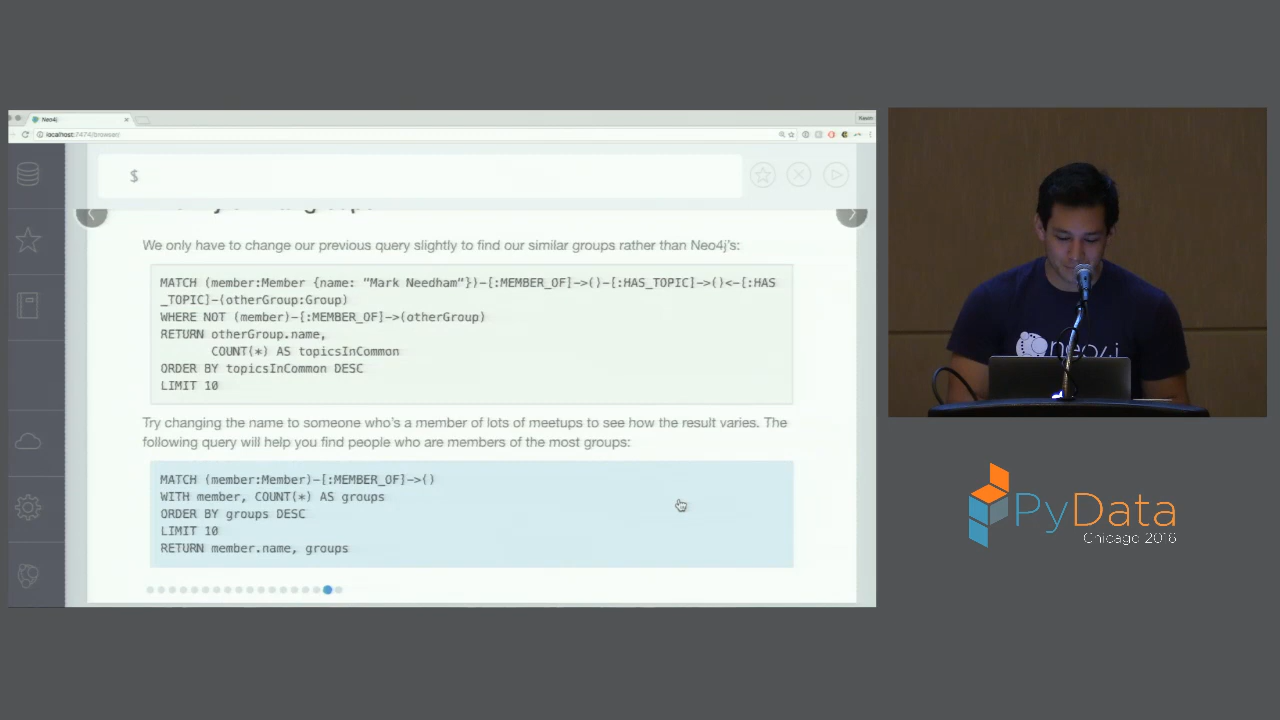 Neo4j
Kevin
localhost:7474/browser/
$
We only have to change our previous query slightly to find our similar groups rather than Neo4j's:
MATCH (member:Member {name: "Mark Needham"})-[:MEMBER_OF]->()-[:HAS_TOPIC]->()<-[:HAS
_TOPIC]-(otherGroup:Group)
WHERE NOT (member)-[:MEMBER_OF]->(otherGroup)
RETURN otherGroup.name,
COUNT(*) AS topicsInCommon
ORDER BY topicsInCommon DESC
LIMIT 10
Try changing the name to someone who's a member of lots of meetups to see how the result varies. The
following query will help you find people who are members of the most groups:
MATCH (member:Member)-[:MEMBER_OF]->()
WITH member, COUNT(*) AS groups
ORDER BY groups DESC
LIMIT 10
RETURN member.name, groups
neo4j
PyData
Chicago 2016